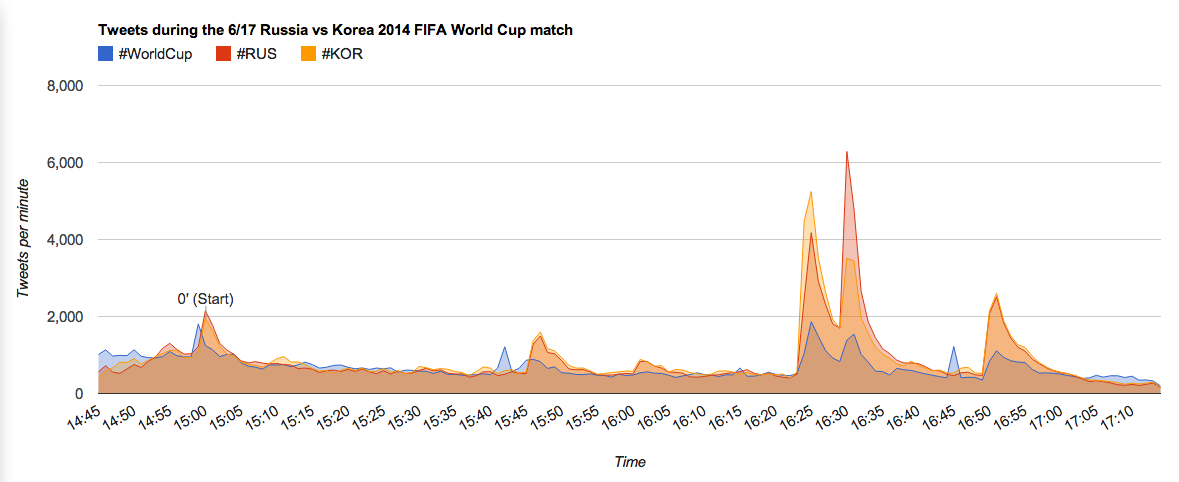 Tweets during the 6/17 Russia vs Korea 2014 FIFA World Cup match
#WorldCup #RUS #KOR
8,000
6,000
4,000
2,000
0
Tweets per minute
0' (Start)
14:45 14:50 14:55 15:00 15:05 15:10 15:15 15:20 15:25 15:30 15:35 15:40 15:45 15:50 15:55 16:00 16:05 16:10 16:15 16:20 16:25 16:30 16:35 16:40 16:45 16:50 16:55 17:00 17:05 17:10
Time